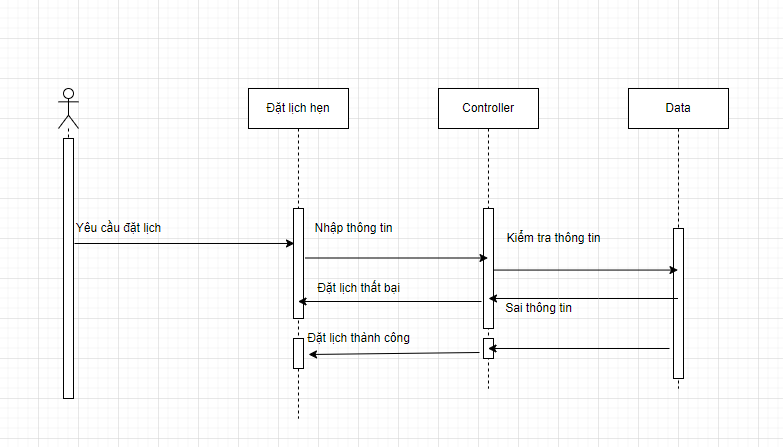 Đặt lịch hẹn
Controller
Data
Yêu cầu đặt lịch
Nhập thông tin
Kiểm tra thông tin
Đặt lịch thất bại
Sai thông tin
Đặt lịch thành công